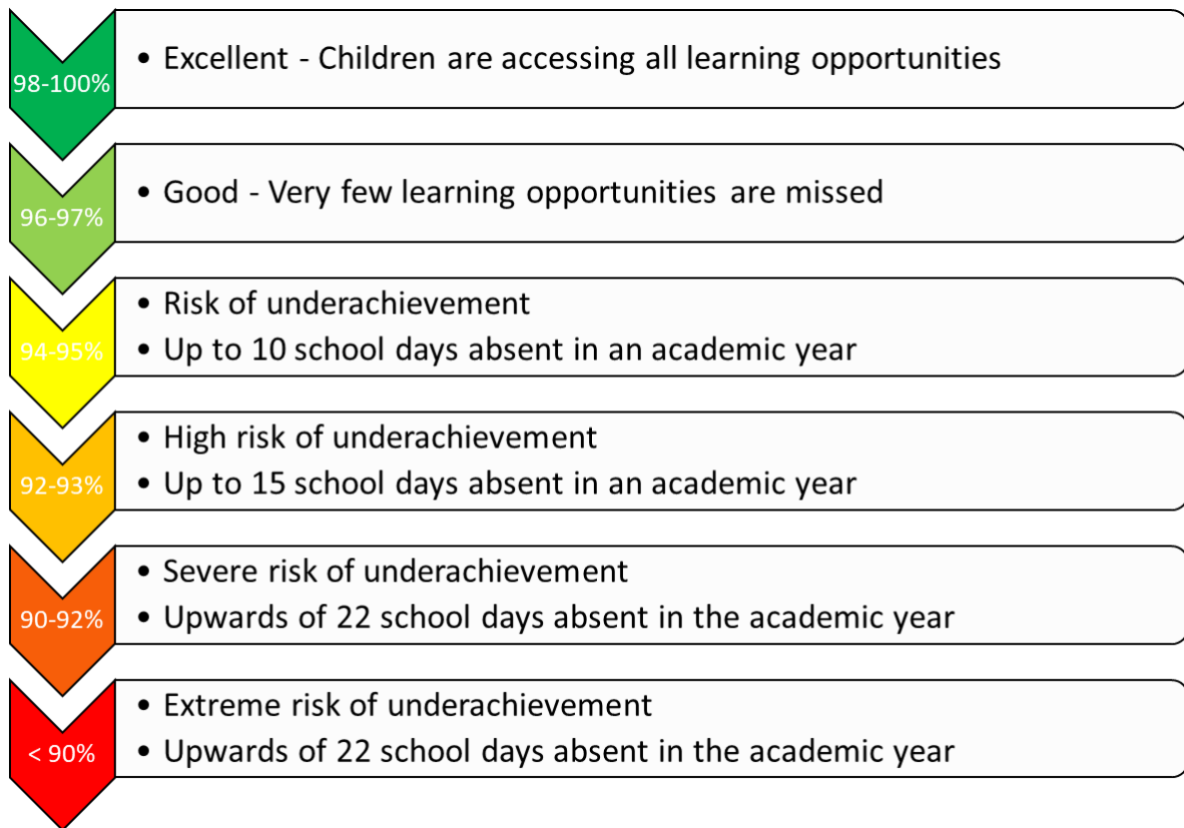 98-100%
• Excellent - Children are accessing all learning opportunities
96-97%
• Good - Very few learning opportunities are missed
94-95%
• Risk of underachievement
• Up to 10 school days absent in an academic year
92-93%
• High risk of underachievement
• Up to 15 school days absent in an academic year
90-92%
• Severe risk of underachievement
• Upwards of 22 school days absent in the academic year
< 90%
• Extreme risk of underachievement
• Upwards of 22 school days absent in the academic year